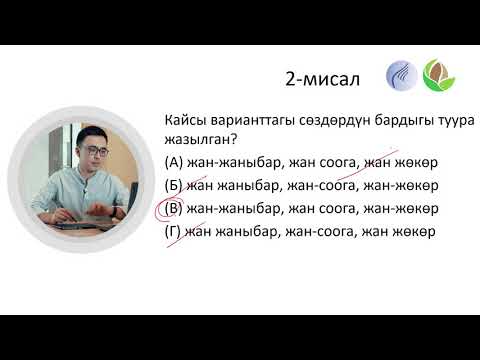 2-мисал
Кайсы варианттагы сөздөрдүн бардыгы туура
жазылган?
(А) жан-жаныбар, жан соога, жан жөкөр
(Б) жан жаныбар, жан-соога, жан-жөкөр
(В) жан-жаныбар, жан соога, жан-жөкөр
(Г) жан жаныбар, жан-соога, жан жөкөр